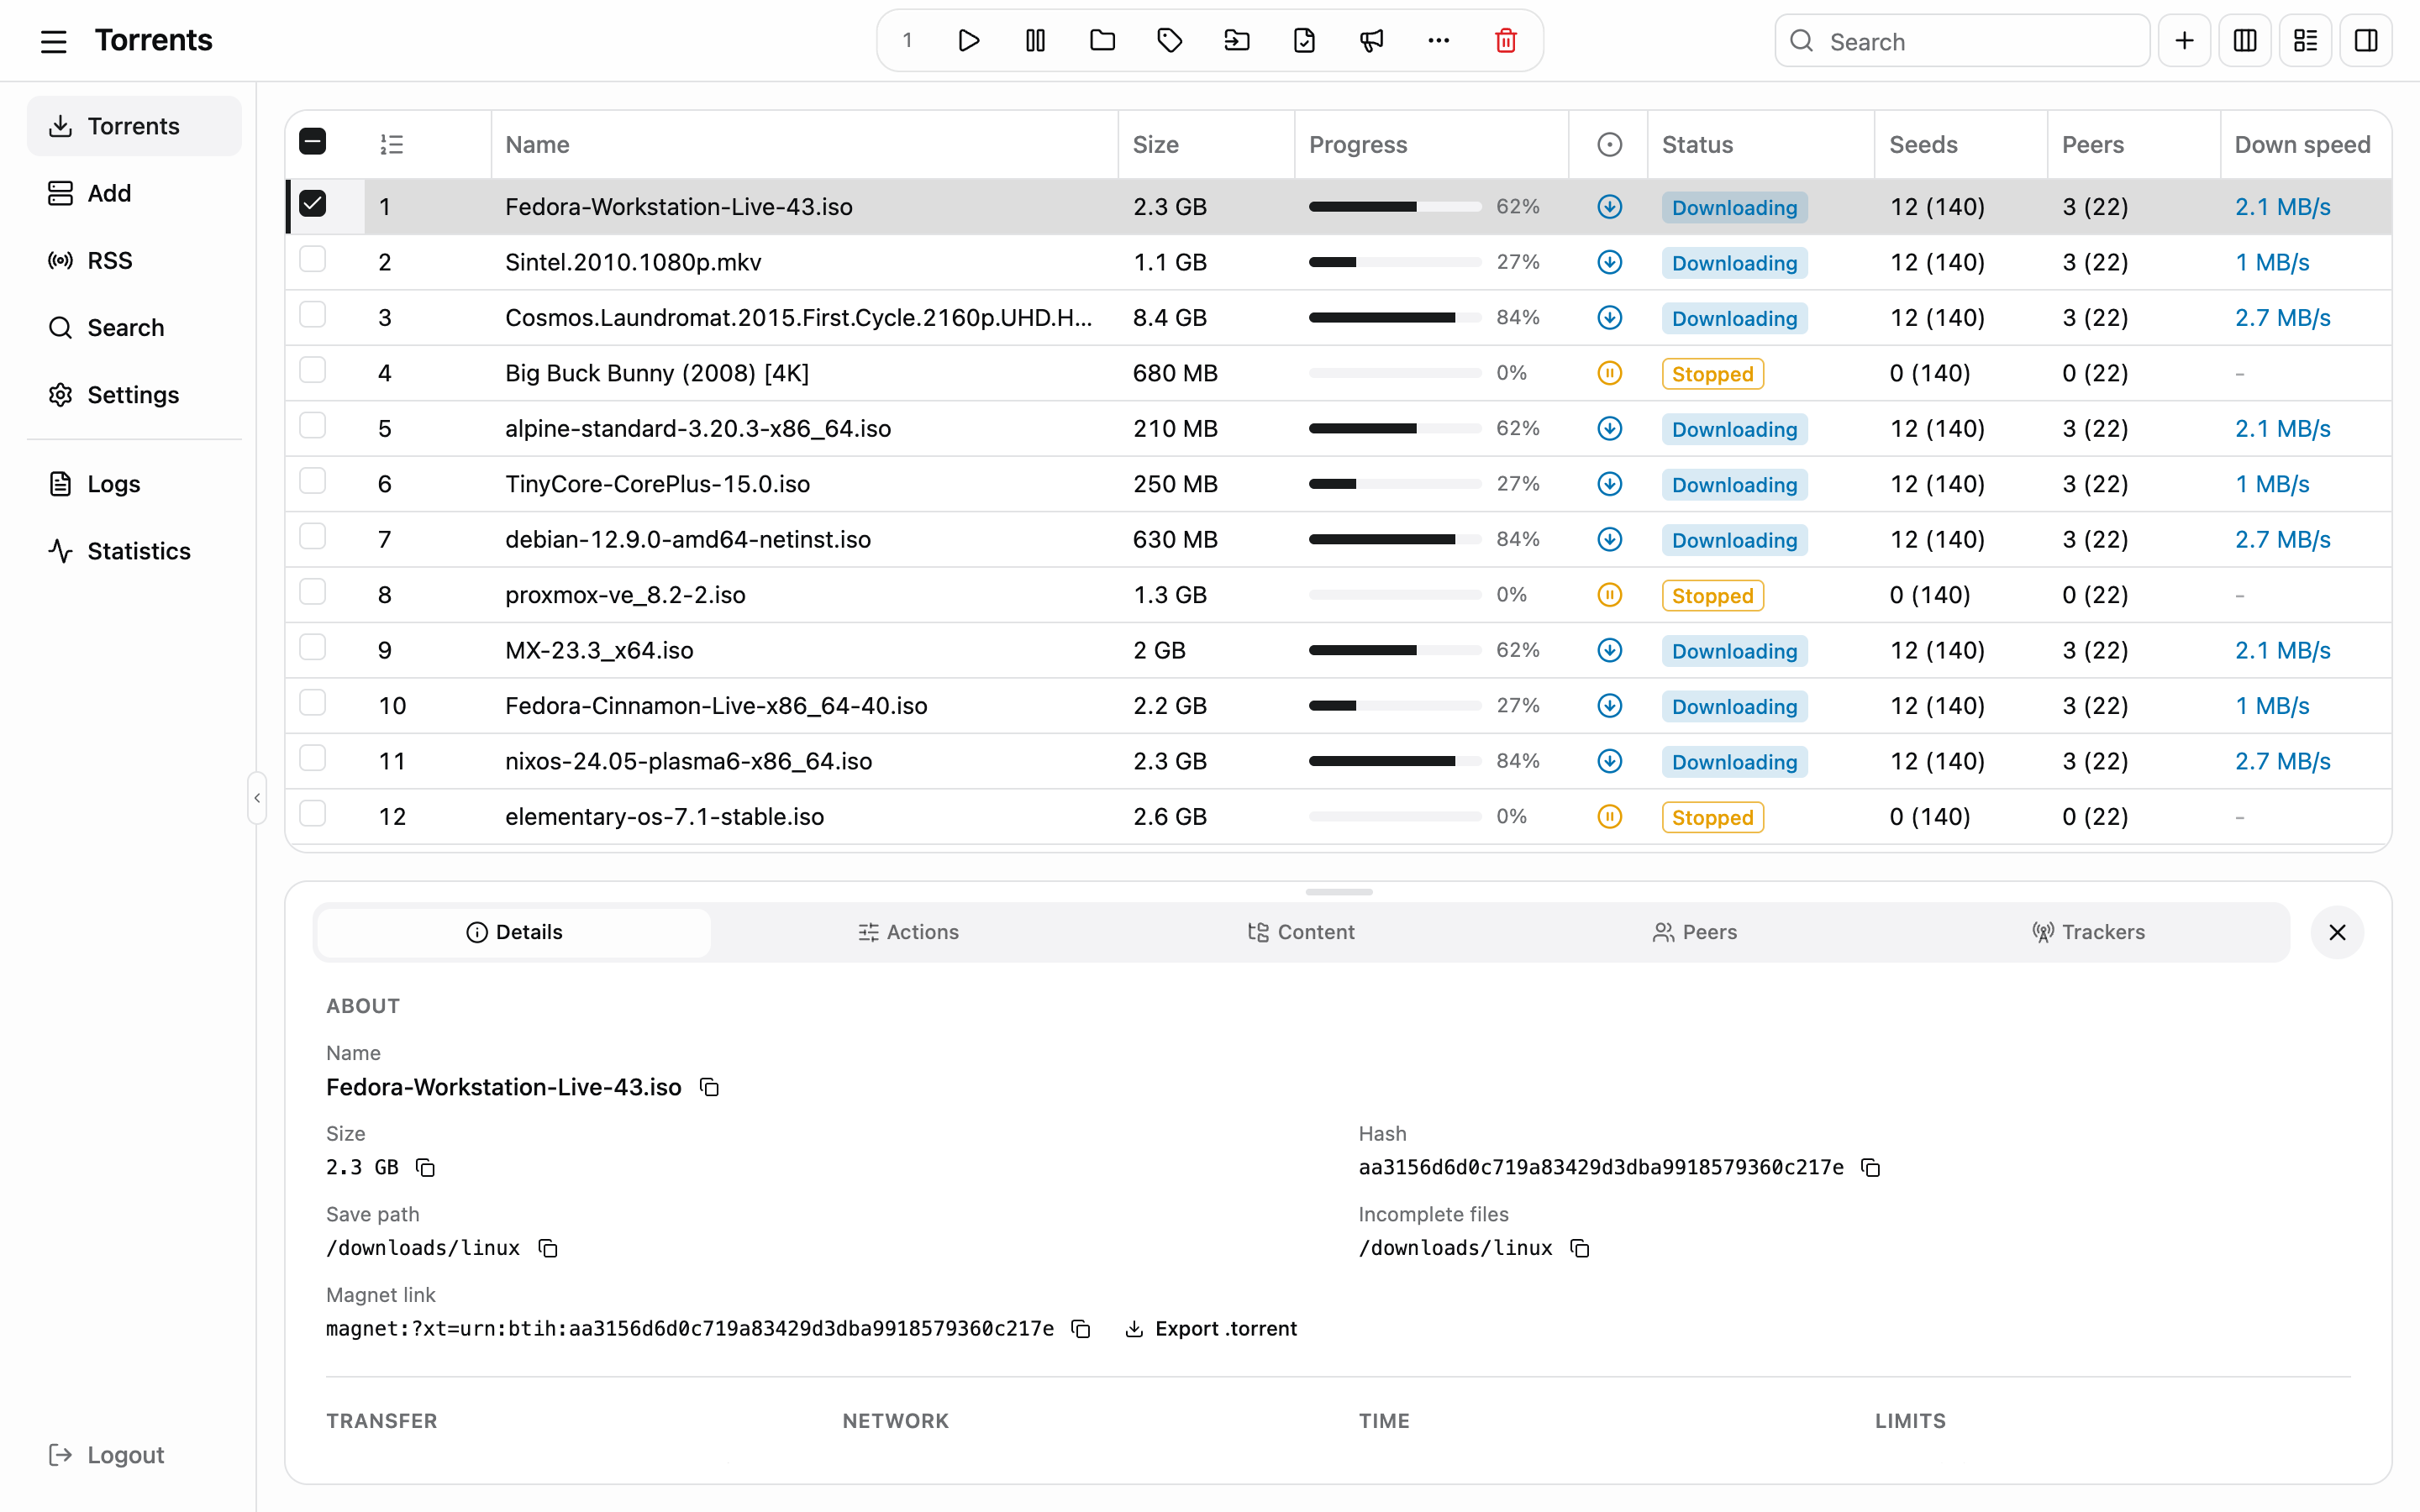 Torrents
1
Search
Torrents
Add
RSS
Search
Settings
Logs
Statistics
Logout
Name Size Progress Status Seeds Peers Down speed
1 Fedora-Workstation-Live-43.iso 2.3 GB 62% Downloading 12 (140) 3 (22) 2.1 MB/s
2 Sintel.2010.1080p.mkv 1.1 GB 27% Downloading 12 (140) 3 (22) 1 MB/s
3 Cosmos.Laundromat.2015.First.Cycle.2160p.UHD.H... 8.4 GB 84% Downloading 12 (140) 3 (22) 2.7 MB/s
4 Big Buck Bunny (2008) [4K] 680 MB 0% Stopped 0 (140) 0 (22) -
5 alpine-standard-3.20.3-x86_64.iso 210 MB 62% Downloading 12 (140) 3 (22) 2.1 MB/s
6 TinyCore-CorePlus-15.0.iso 250 MB 27% Downloading 12 (140) 3 (22) 1 MB/s
7 debian-12.9.0-amd64-netinst.iso 630 MB 84% Downloading 12 (140) 3 (22) 2.7 MB/s
8 proxmox-ve_8.2-2.iso 1.3 GB 0% Stopped 0 (140) 0 (22) -
9 MX-23.3_x64.iso 2 GB 62% Downloading 12 (140) 3 (22) 2.1 MB/s
10 Fedora-Cinnamon-Live-x86_64-40.iso 2.2 GB 27% Downloading 12 (140) 3 (22) 1 MB/s
11 nixos-24.05-plasma6-x86_64.iso 2.3 GB 84% Downloading 12 (140) 3 (22) 2.7 MB/s
12 elementary-os-7.1-stable.iso 2.6 GB 0% Stopped 0 (140) 0 (22) -
Details Actions Content Peers Trackers
ABOUT
Name
Fedora-Workstation-Live-43.iso
Size Hash
2.3 GB aa3156d6d0c719a83429d3dba9918579360c217e
Save path Incomplete files
/downloads/linux /downloads/linux
Magnet link
magnet:?xt=urn:btih:aa3156d6d0c719a83429d3dba9918579360c217e Export .torrent
TRANSFER NETWORK TIME LIMITS